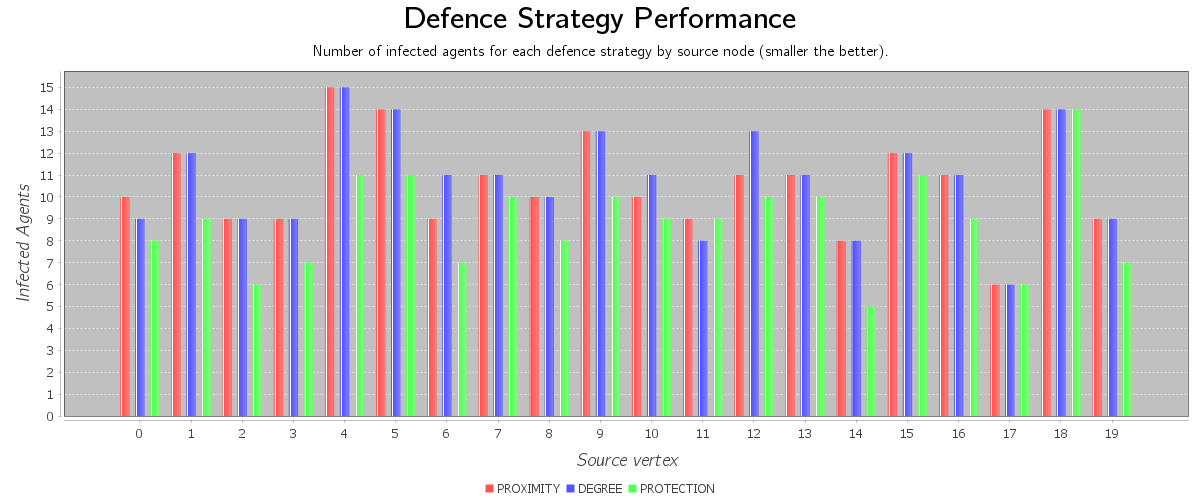 Defence Strategy Performance
Number of infected agents for each defence strategy by source node (smaller the better).
Infected Agents
15
14
13
12
11
10
9
8
7
6
5
4
3
2
1
0
0 1 2 3 4 5 6 7 8 9 10 11 12 13 14 15 16 17 18 19
Source vertex
PROXIMITY DEGREE PROTECTION